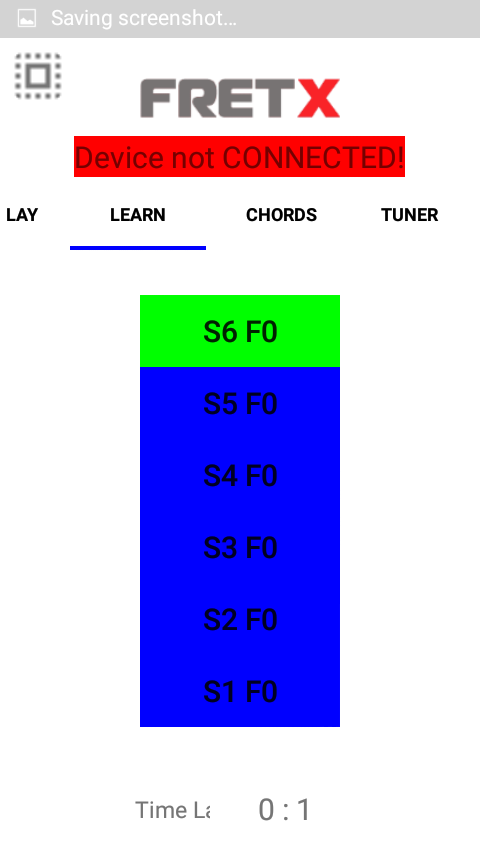 Saving screenshot...
FRETX
Device not CONNECTED!
LAY LEARN CHORDS TUNER
S6 F0
S5 F0
S4 F0
S3 F0
S2 F0
S1 F0
Time La 0 : 1